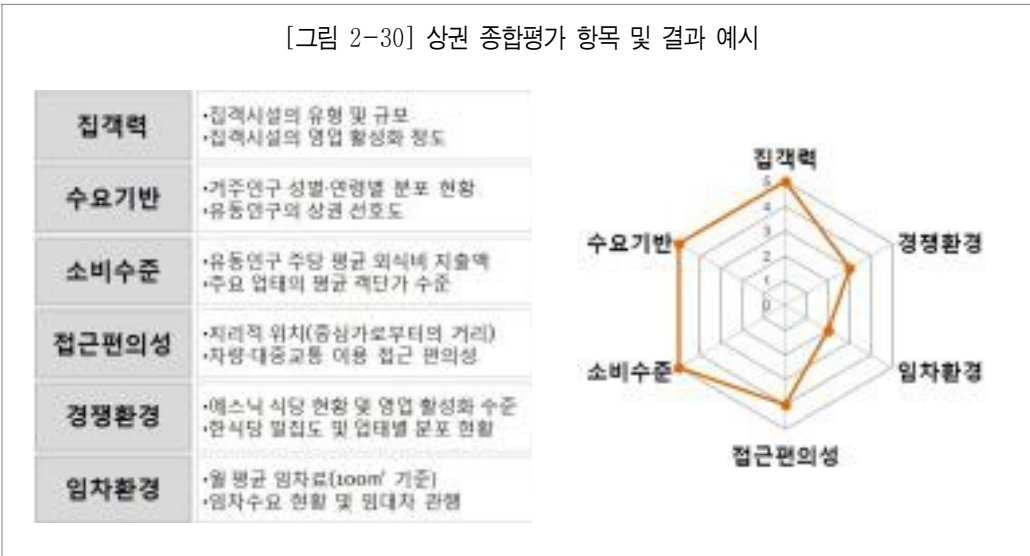 [그림 2-30] 상권 종합평가 항목 및 결과 예시
집객력
•집객시설의 유형 및 규모
•집객시설의 영업 활성화 정도
수요기반
•거주인구 성별·연령별 분포 현황
•유동인구의 상권 선호도
소비수준
•유동인구 주당 평균 외식비 지출액
•주요 업태의 평균 객단가 수준
접근편의성
•지리적 위치(중심가로부터의 거리)
•차량·대중교통 이용 접근 편의성
경쟁환경
•에스닉 식당 현황 및 영업 활성화 수준
•한식당 밀집도 및 업태별 분포 현황
임차환경
•월 평균 임차료(100㎡ 기준)
•임차수요 현황 및 임대차 관행
집객력
5
4
3
2
1
0
수요기반
경쟁환경
소비수준
임차환경
접근편의성